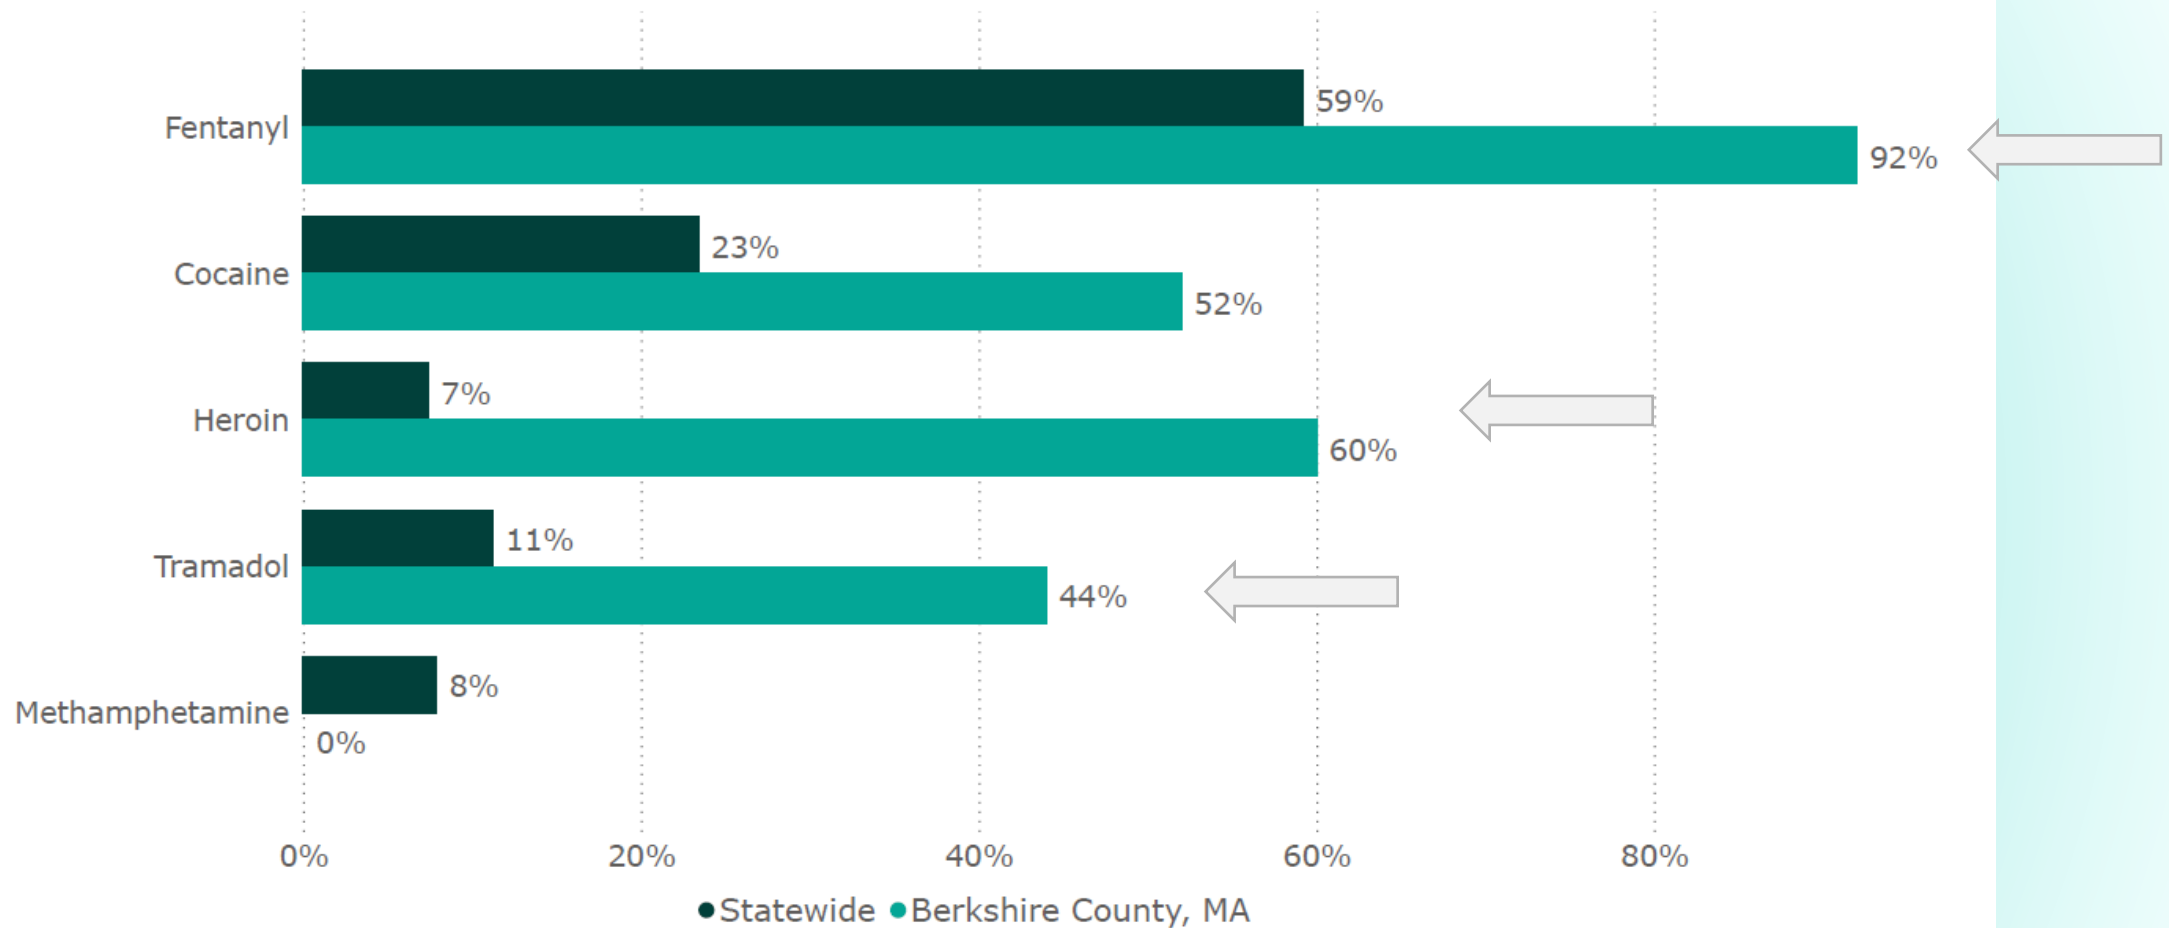 59%
Fentanyl
92%
23%
Cocaine
52%
7%
Heroin
60%
11%
Tramadol
44%
8%
Methamphetamine
0%
0% 20% 40% 60% 80%
Statewide Berkshire County, MA